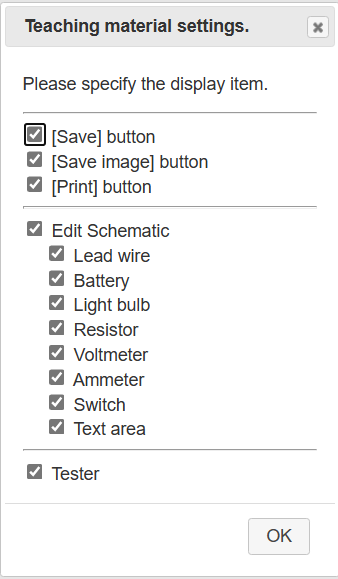 Teaching material settings.
Please specify the display item.
[Save] button
[Save image] button
[Print] button
Edit Schematic
Lead wire
Battery
Light bulb
Resistor
Voltmeter
Ammeter
Switch
Text area
Tester
OK